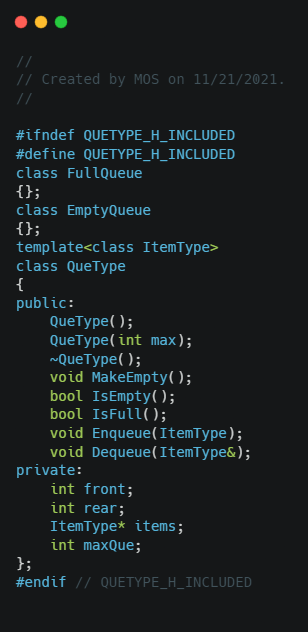 //
// Created by MOS on 11/21/2021.
//

#ifndef QUETYPE_H_INCLUDED
#define QUETYPE_H_INCLUDED
class FullQueue
{};
class EmptyQueue
{};
template<class ItemType>
class QueType
{
public:
    QueType();
    QueType(int max);
    ~QueType();
    void MakeEmpty();
    bool IsEmpty();
    bool IsFull();
    void Enqueue(ItemType);
    void Dequeue(ItemType&);
private:
    int front;
    int rear;
    ItemType* items;
    int maxQue;
};
#endif // QUETYPE_H_INCLUDED